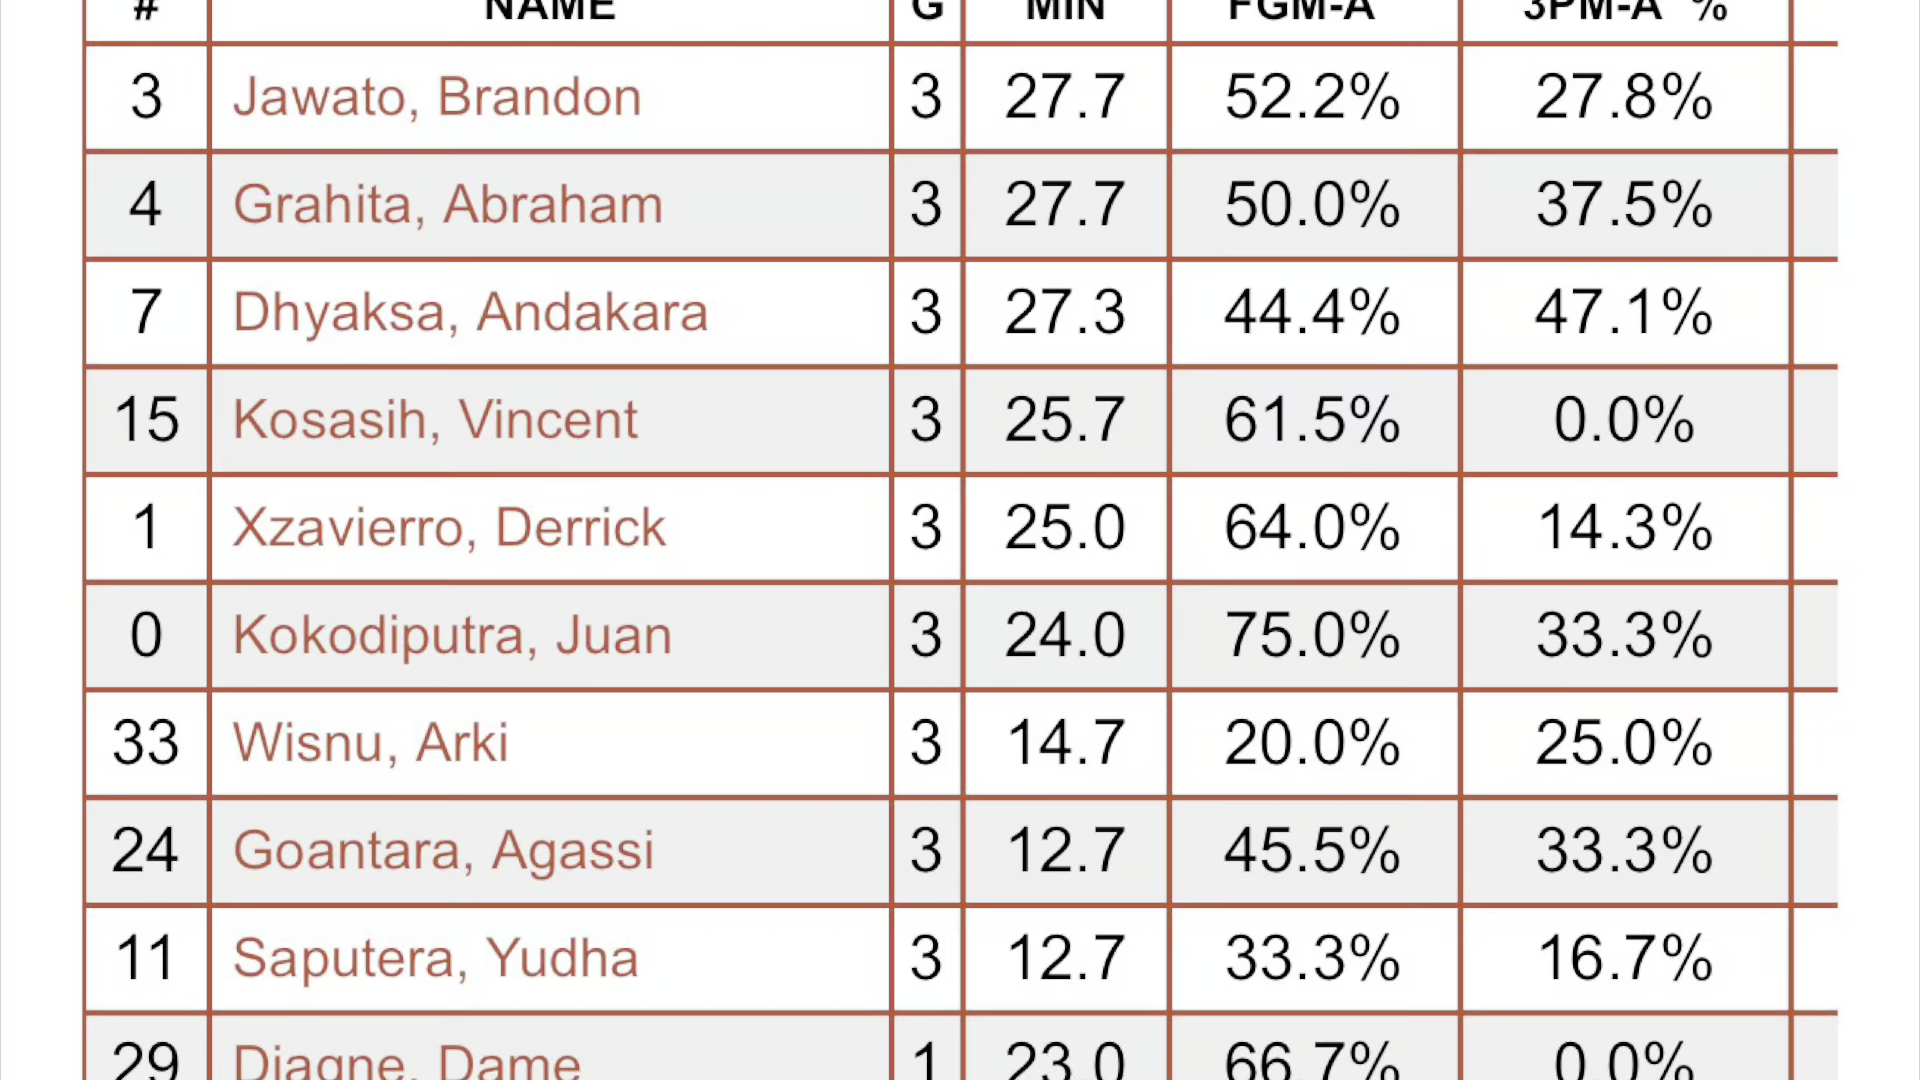 # NAME G MIN FGM-A 3PM-A %
3 Jawato, Brandon 3 27.7 52.2% 27.8%
4 Grahita, Abraham 3 27.7 50.0% 37.5%
7 Dhyaksa, Andakara 3 27.3 44.4% 47.1%
15 Kosasih, Vincent 3 25.7 61.5% 0.0%
1 Xzavierro, Derrick 3 25.0 64.0% 14.3%
0 Kokodiputra, Juan 3 24.0 75.0% 33.3%
33 Wisnu, Arki 3 14.7 20.0% 25.0%
24 Goantara, Agassi 3 12.7 45.5% 33.3%
11 Saputera, Yudha 3 12.7 33.3% 16.7%
29 Diagne, Dame 1 23.0 66.7% 0.0%